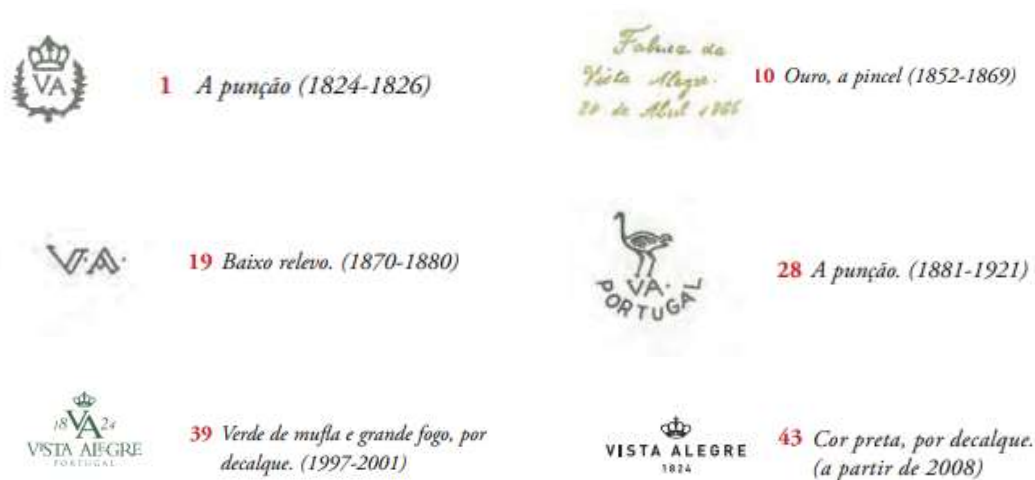 VA
1 A punção (1824-1826)
Fabrica da
Vista Alegre.
20 de Abril 1866
10 Ouro, a pincel (1852-1869)
V.A.
19 Baixo relevo. (1870-1880)
VA.
PORTUGAL
28 A punção. (1881-1921)
18 VA 24
VISTA ALEGRE
PORTUGAL
39 Verde de mufla e grande fogo, por
decalque. (1997-2001)
VISTA ALEGRE
1824
43 Cor preta, por decalque.
(a partir de 2008)